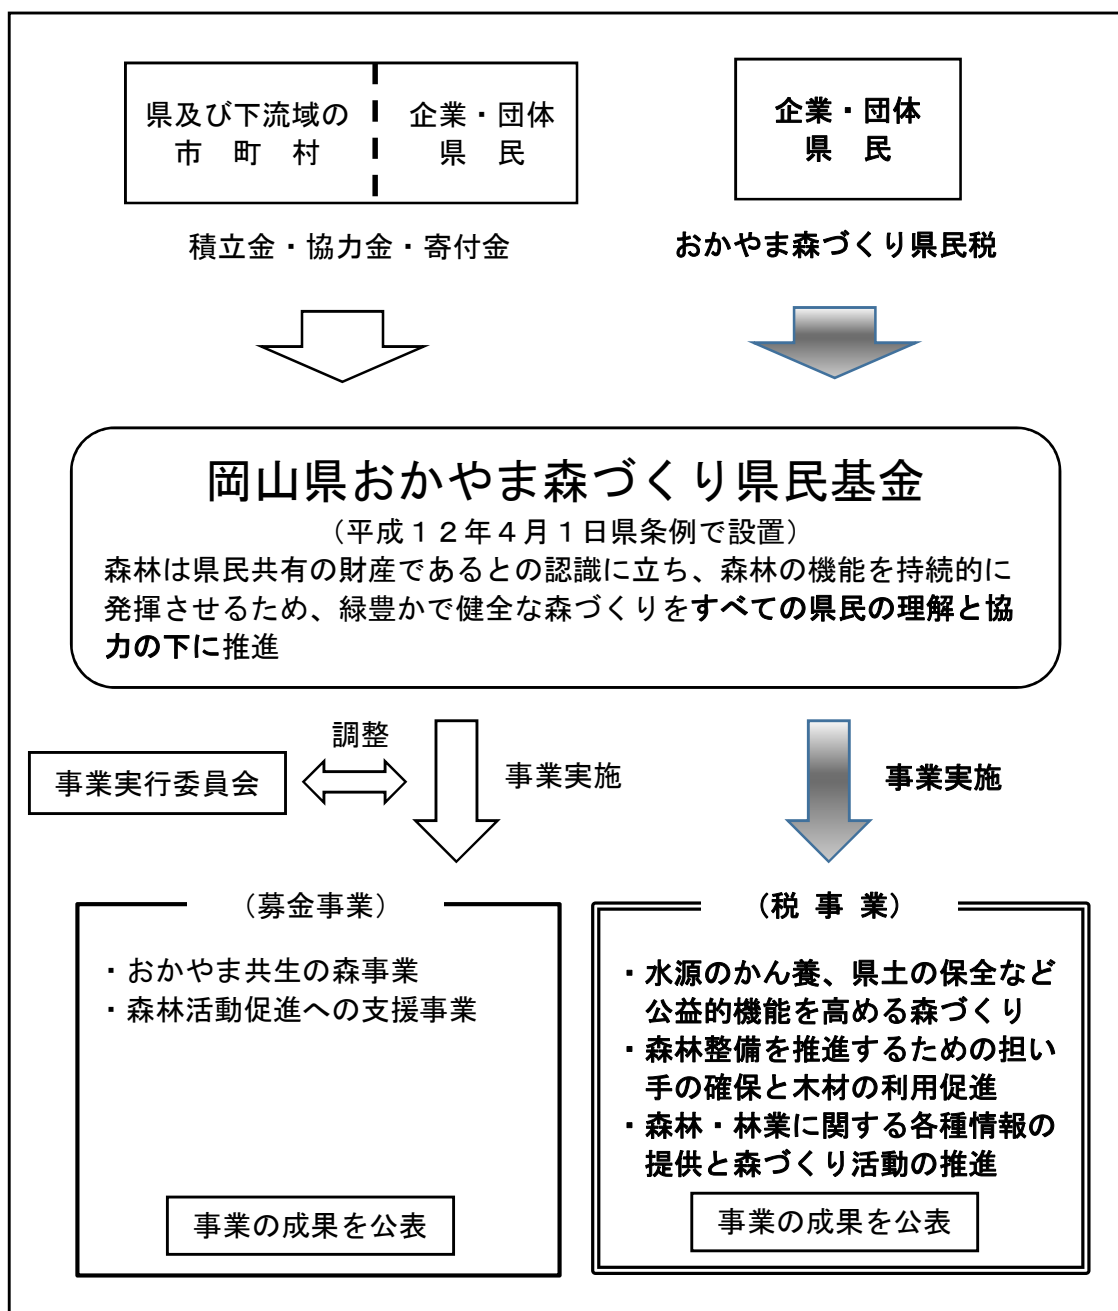 県及び下流域の
市　町　村
企業・団体
県　民
積立金・協力金・寄付金
企業・団体
県　民
おかやま森づくり県民税
岡山県おかやま森づくり県民基金
（平成１２年４月１日県条例で設置）
森林は県民共有の財産であるとの認識に立ち、森林の機能を持続的に
発揮させるため、緑豊かで健全な森づくりをすべての県民の理解と協
力の下に推進
調整
事業実行委員会
事業実施
事業実施
（募金事業）
・おかやま共生の森事業
・森林活動促進への支援事業
事業の成果を公表
（税 事 業）
・水源のかん養、県土の保全など
公益的機能を高める森づくり
・森林整備を推進するための担い
手の確保と木材の利用促進
・森林・林業に関する各種情報の
提供と森づくり活動の推進
事業の成果を公表